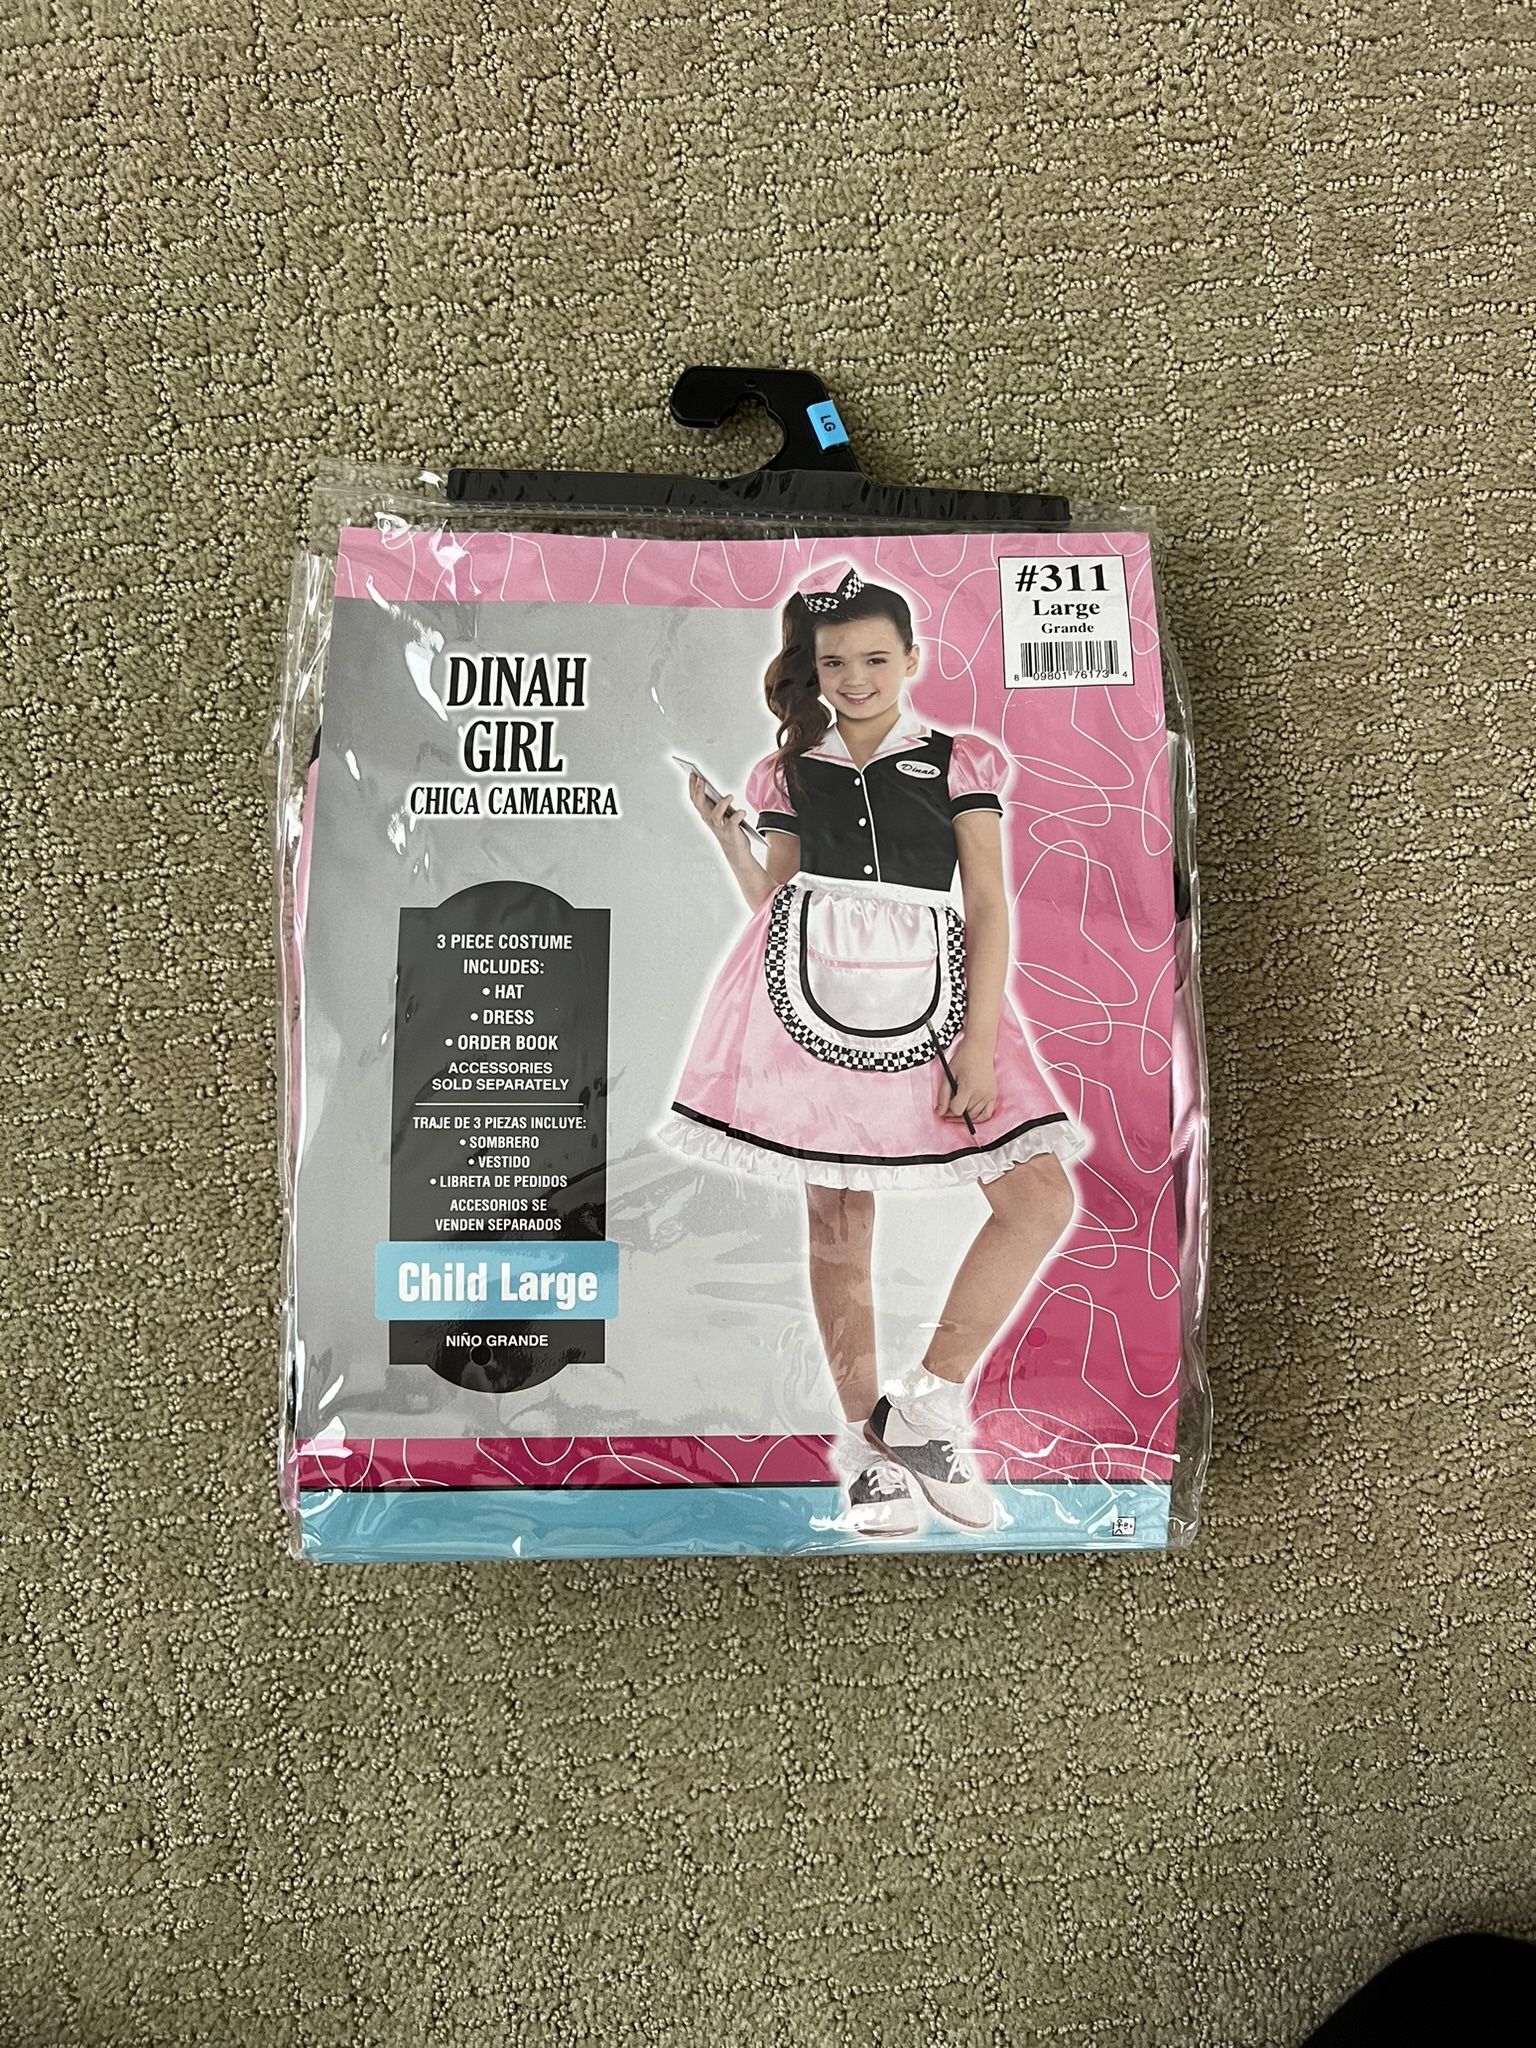 LG
#311
Large
Grande
8 09801 76173 4
DINAH
GIRL
CHICA CAMARERA
Dinah
3 PIECE COSTUME
INCLUDES:
• HAT
• DRESS
• ORDER BOOK
ACCESSORIES
SOLD SEPARATELY
TRAJE DE 3 PIEZAS INCLUYE:
• SOMBRERO
• VESTIDO
• LIBRETA DE PEDIDOS
ACCESORIOS SE
VENDEN SEPARADOS
Child Large
NIÑO GRANDE